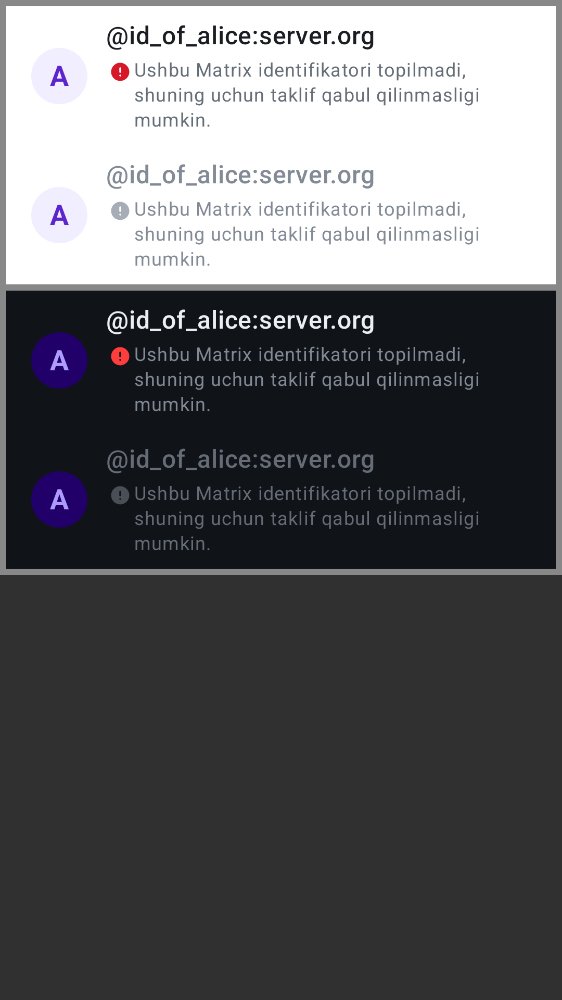 @id_of_alice:server.org
A
Ushbu Matrix identifikatori topilmadi,
shuning uchun taklif qabul qilinmasligi
mumkin.
@id_of_alice:server.org
A
Ushbu Matrix identifikatori topilmadi,
shuning uchun taklif qabul qilinmasligi
mumkin.
@id_of_alice:server.org
A
Ushbu Matrix identifikatori topilmadi,
shuning uchun taklif qabul qilinmasligi
mumkin.
@id_of_alice:server.org
A
Ushbu Matrix identifikatori topilmadi,
shuning uchun taklif qabul qilinmasligi
mumkin.